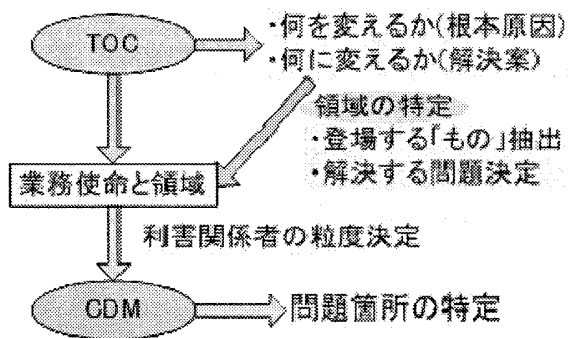 TOC
・何を変えるか(根本原因)
・何に変えるか(解決案)
領域の特定
・登場する「もの」抽出
・解決する問題決定
業務使命と領域
利害関係者の粒度決定
CDM
問題箇所の特定